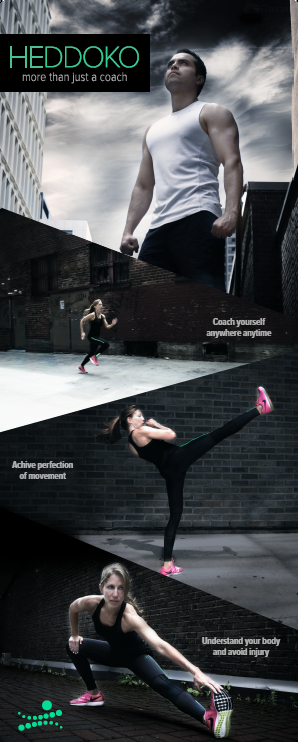 HEDDOKO
more than just a coach
Coach yourself
anywhere anytime
Achive perfection
of movement
Understand your body
and avoid injury